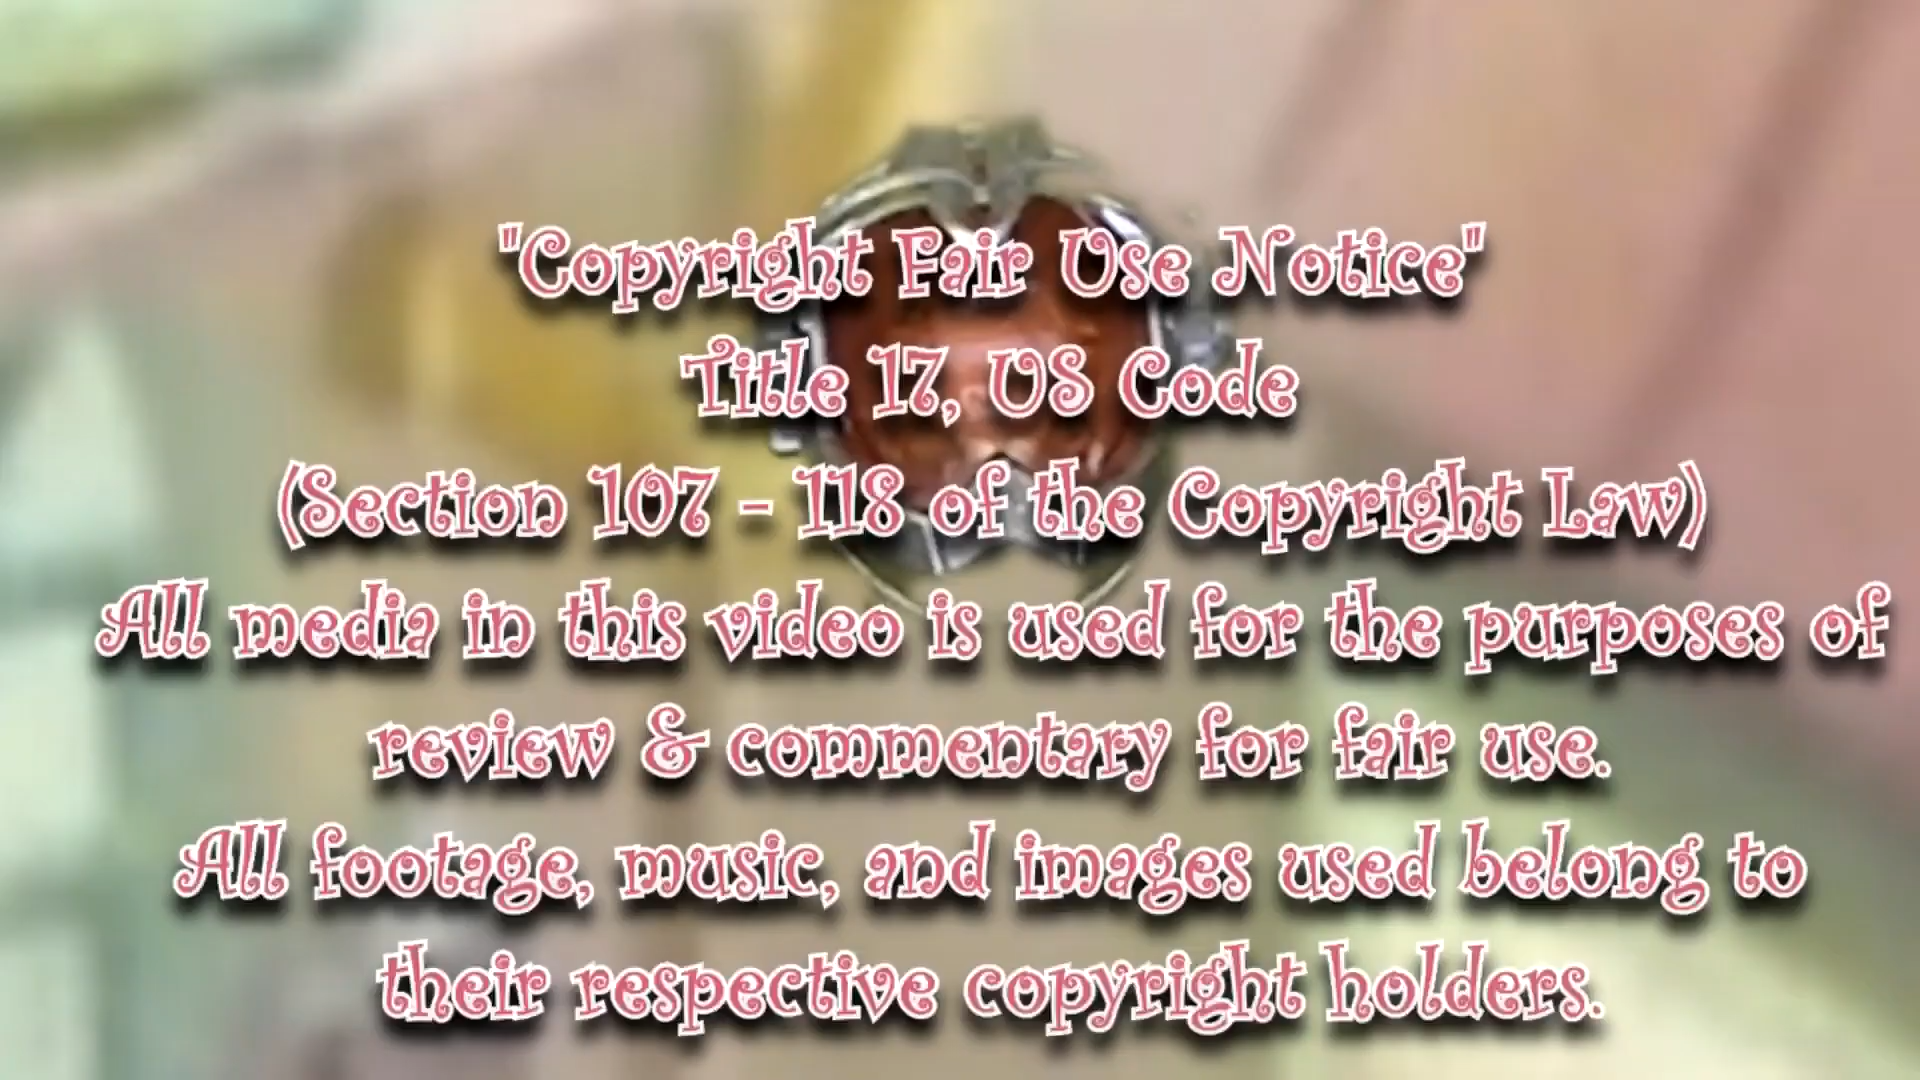 "Copyright Fair Use Notice"
Title 17, US Code
(Section 107 - 118 of the Copyright Law)
All media in this video is used for the purposes of
review & commentary for fair use.
All footage, music, and images used belong to
their respective copyright holders.